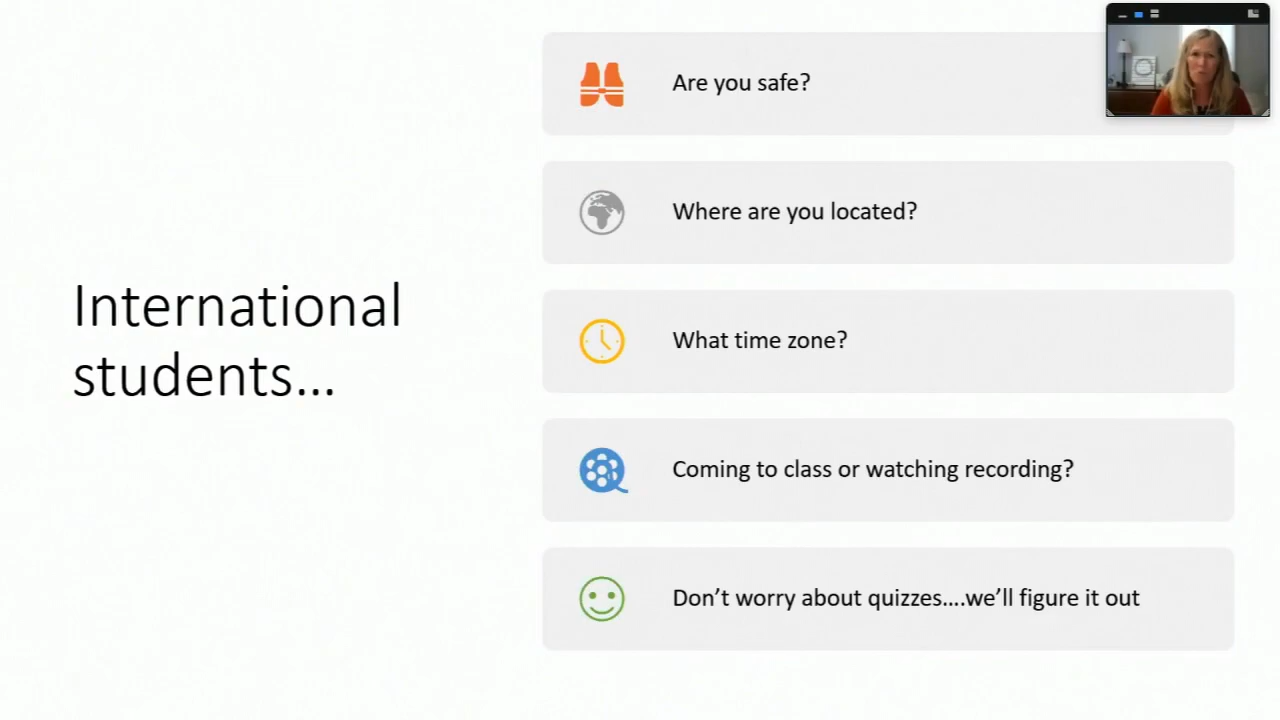 International
students...
Are you safe?
Where are you located?
What time zone?
Coming to class or watching recording?
Don’t worry about quizzes....we’ll figure it out